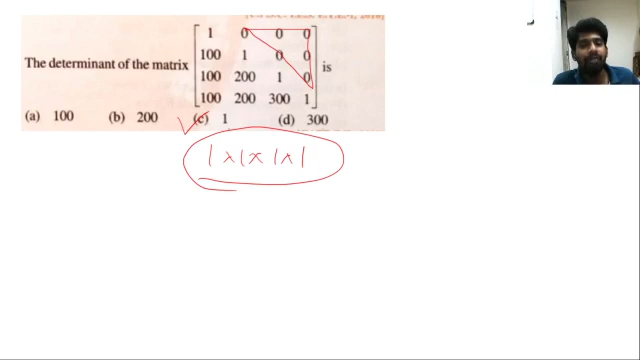 The determinant of the matrix
1 0 0 0
100 1 0 0
100 200 1 0
100 200 300 1
is
(a) 100 (b) 200 (c) 1 (d) 300
1 × 1 × 1 × 1